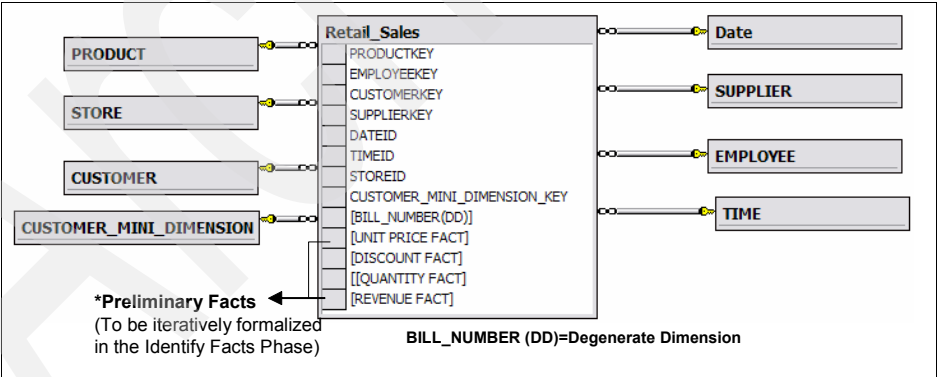 PRODUCT
STORE
CUSTOMER
CUSTOMER_MINI_DIMENSION
Retail_Sales
PRODUCTKEY
EMPLOYEEKEY
CUSTOMERKEY
SUPPLIERKEY
DATEID
TIMEID
STOREID
CUSTOMER_MINI_DIMENSION_KEY
[BILL_NUMBER(DD)]
[UNIT PRICE FACT]
[DISCOUNT FACT]
[[QUANTITY FACT]
[REVENUE FACT]
Date
SUPPLIER
EMPLOYEE
TIME
*Preliminary Facts
(To be iteratively formalized
in the Identify Facts Phase)
BILL_NUMBER (DD)=Degenerate Dimension